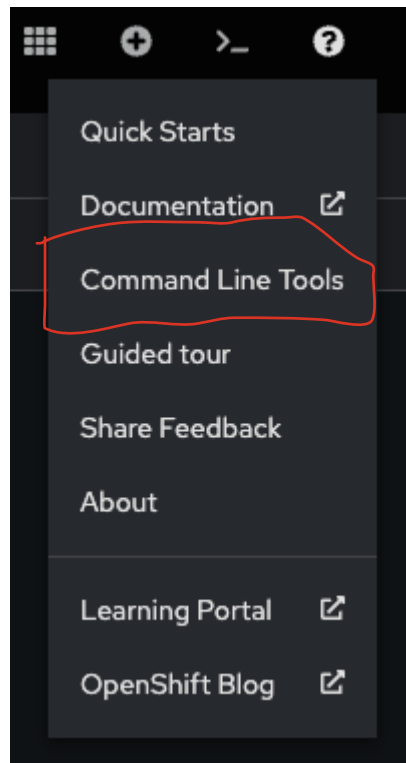 Quick Starts
Documentation
Command Line Tools
Guided tour
Share Feedback
About
Learning Portal
OpenShift Blog